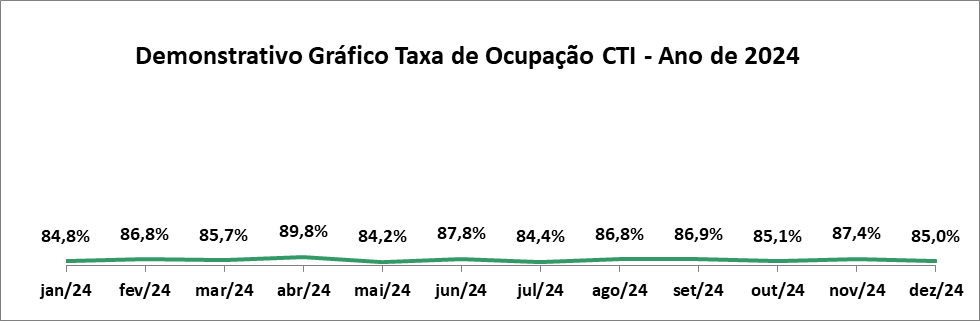 Demonstrativo Gráfico Taxa de Ocupação CTI - Ano de 2024
84,8% 86,8% 85,7% 89,8% 84,2% 87,8% 84,4% 86,8% 86,9% 85,1% 87,4% 85,0%
jan/24 fev/24 mar/24 abr/24 mai/24 jun/24 jul/24 ago/24 set/24 out/24 nov/24 dez/24